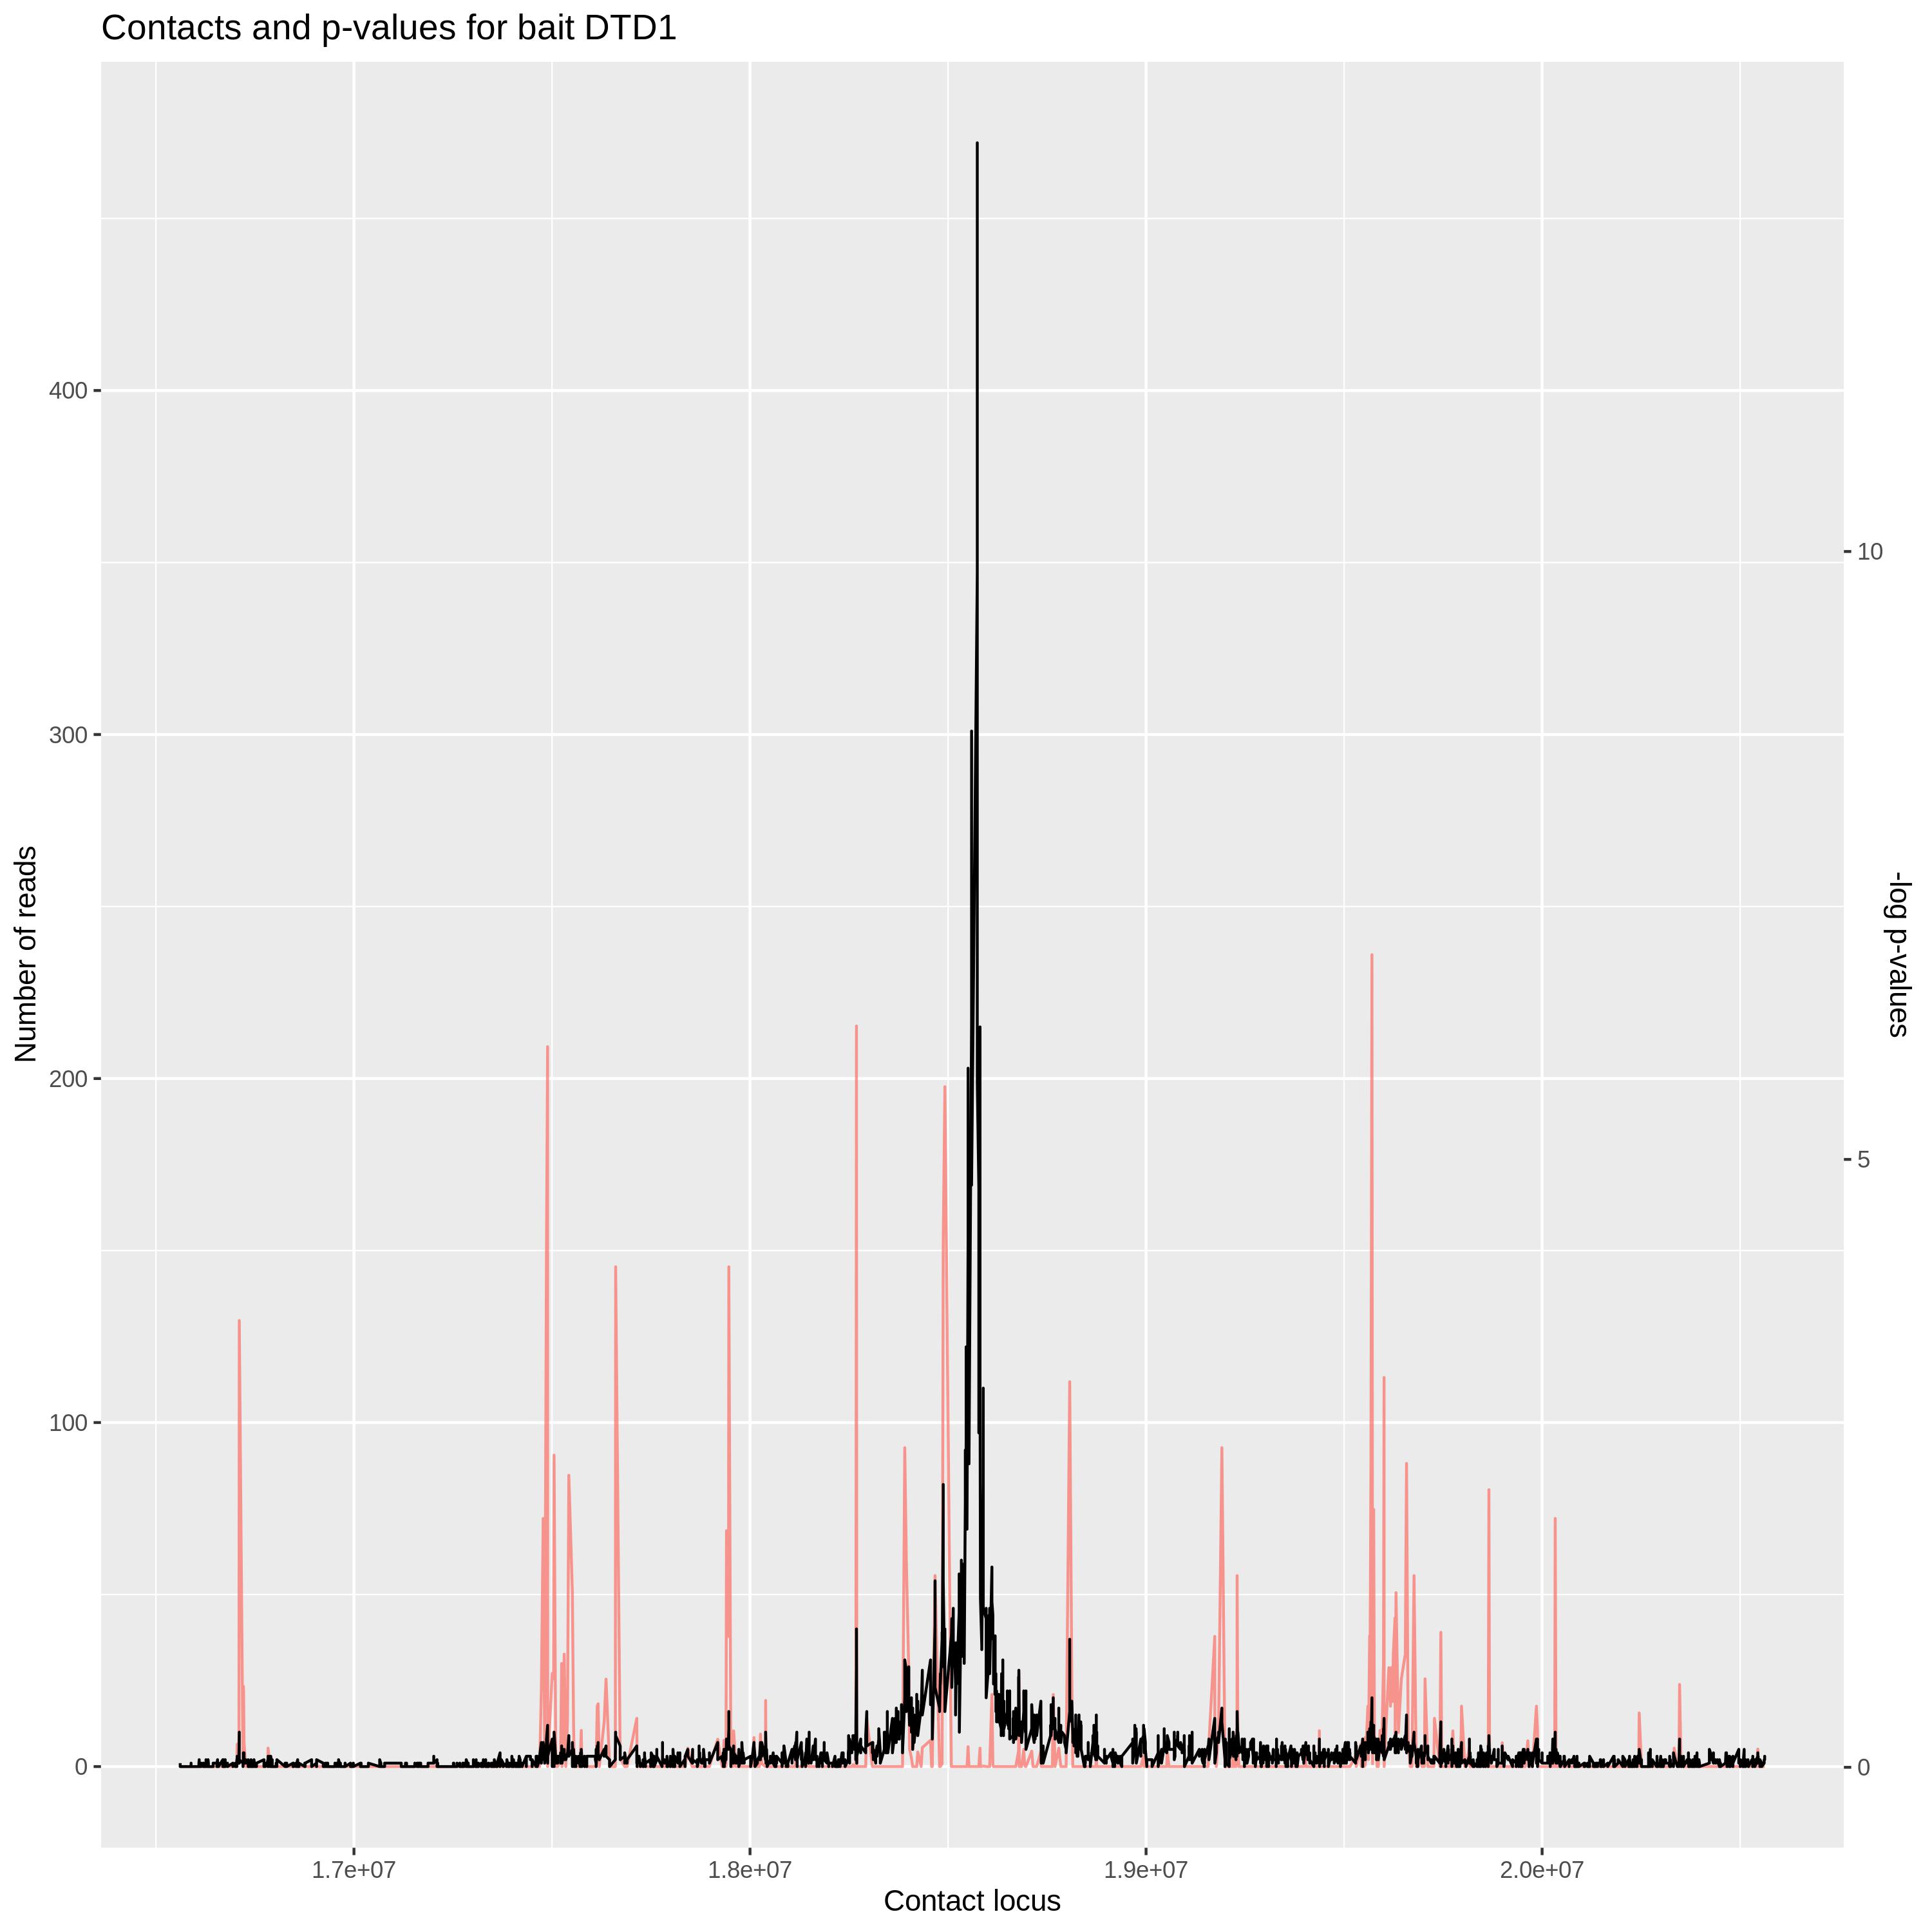 Contacts and p-values for bait DTD1
Number of reads
400
300
200
100
0
10
5
0
-log p-values
1.7e+07
1.8e+07
1.9e+07
2.0e+07
Contact locus